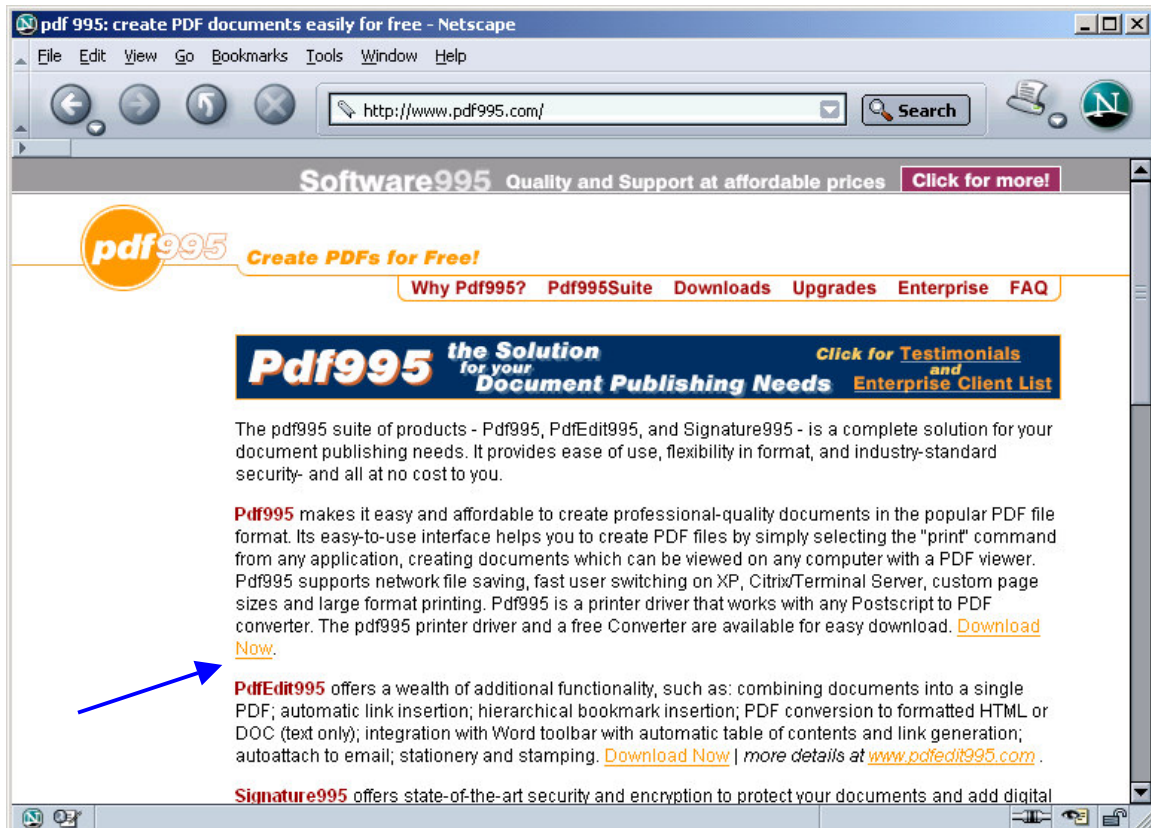 pdf 995: create PDF documents easily for free - Netscape
File Edit View Go Bookmarks Tools Window Help
http://www.pdf995.com/ Search N
Software995 Quality and Support at affordable prices Click for more!
pdf995 Create PDFs for Free!
Why Pdf995? Pdf995Suite Downloads Upgrades Enterprise FAQ
Pdf995 the Solution for your Document Publishing Needs
Click for Testimonials
and
Enterprise Client List
The pdf995 suite of products - Pdf995, PdfEdit995, and Signature995 - is a complete solution for your
document publishing needs. It provides ease of use, flexibility in format, and industry-standard
security- and all at no cost to you.
Pdf995 makes it easy and affordable to create professional-quality documents in the popular PDF file
format. Its easy-to-use interface helps you to create PDF files by simply selecting the "print" command
from any application, creating documents which can be viewed on any computer with a PDF viewer.
Pdf995 supports network file saving, fast user switching on XP, Citrix/Terminal Server, custom page
sizes and large format printing. Pdf995 is a printer driver that works with any Postscript to PDF
converter. The pdf995 printer driver and a free Converter are available for easy download. Download
Now.
PdfEdit995 offers a wealth of additional functionality, such as: combining documents into a single
PDF; automatic link insertion; hierarchical bookmark insertion; PDF conversion to formatted HTML or
DOC (text only); integration with Word toolbar with automatic table of contents and link generation;
autoattach to email; stationery and stamping. Download Now | more details at www.pdfedit995.com .
Signature995 offers state-of-the-art security and encryption to protect your documents and add digital